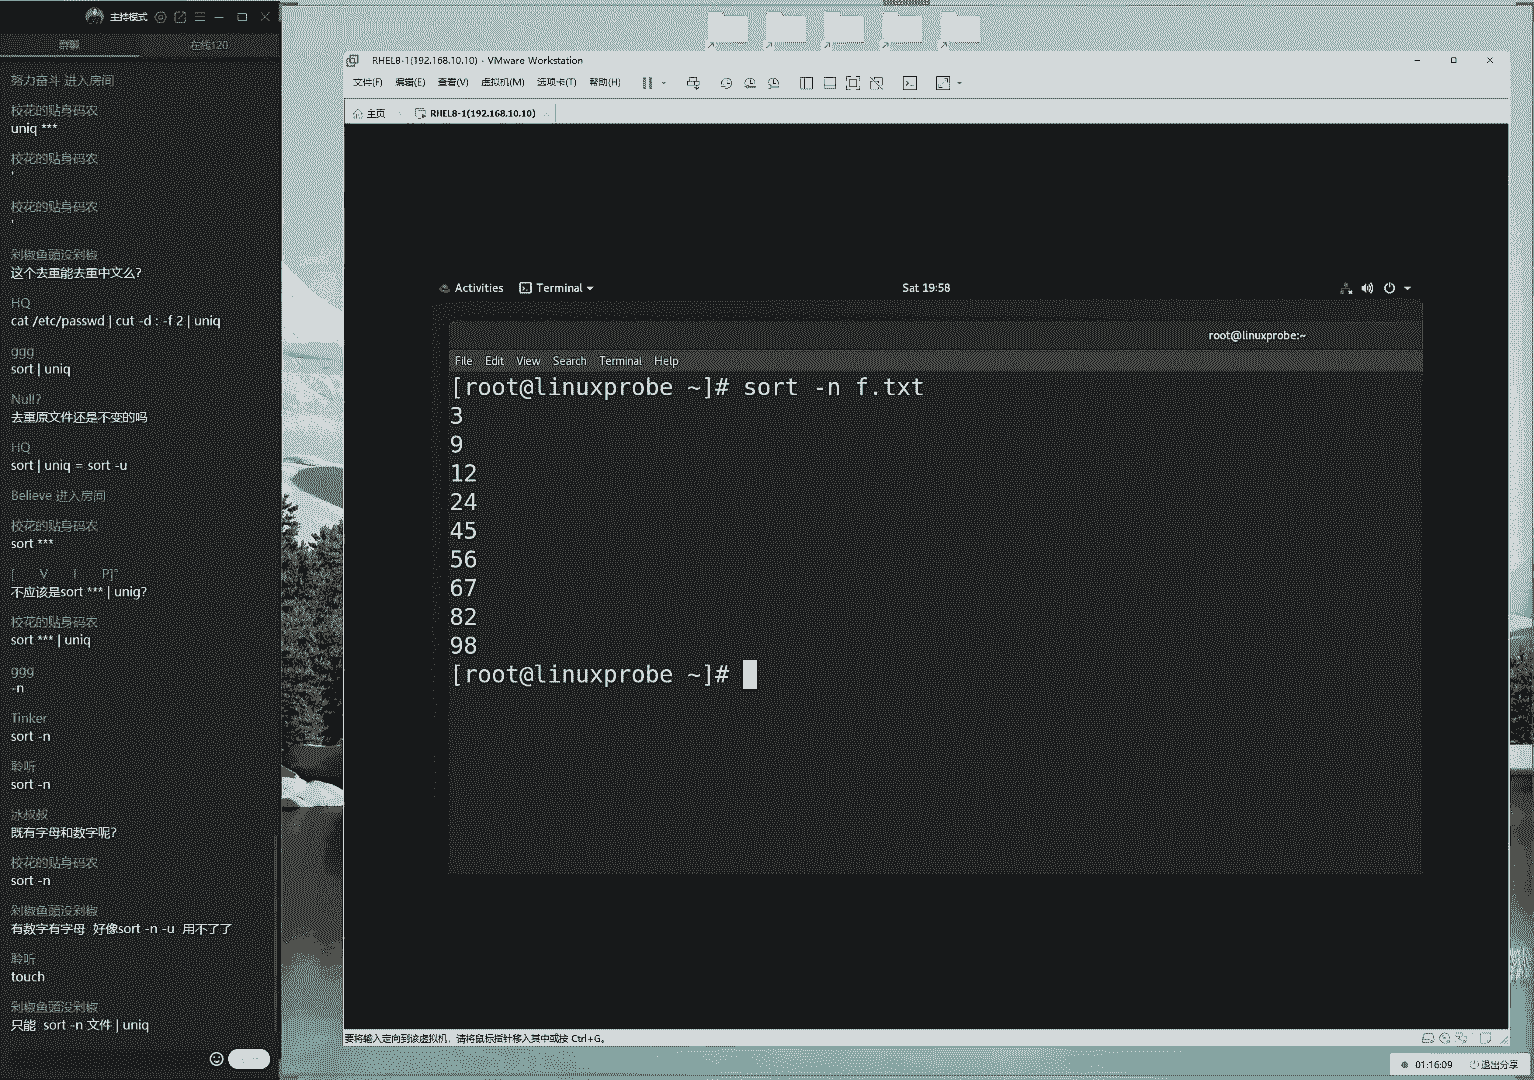 主持模式
群聊
在线120
努力奋斗 进入房间
校花的贴身码农
uniq ***
校花的贴身码农
'
校花的贴身码农
'
剁椒鱼頭没剁椒
这个去重能去重中文么?
HQ
cat /etc/passwd | cut -d : -f 2 | uniq
ggg
sort | uniq
Null?
去重原文件还是不变的吗
HQ
sort | uniq = sort -u
Believe 进入房间
校花的贴身码农
sort ***
[ V I P]°
不应该是sort *** | unig?
校花的贴身码农
sort *** | uniq
ggg
-n
Tinker
sort -n
聆听
sort -n
冰叔叔
既有字母和数字呢?
校花的贴身码农
sort -n
剁椒鱼頭没剁椒
有数字有字母 好像sort -n -u 用不了了
聆听
touch
剁椒鱼頭没剁椒
只能 sort -n 文件 | uniq
RHEL8-1(192.168.10.10) - VMware Workstation
文件(F) 编辑(E) 查看(V) 虚拟机(M) 选项卡(T) 帮助(H)
主页
RHEL8-1(192.168.10.10)
Activities
Terminal
Sat 19:58
root@linuxprobe:~
File Edit View Search Terminal Help
[root@linuxprobe ~]# sort -n f.txt
3
9
12
24
45
56
67
82
98
[root@linuxprobe ~]#
要将输入定向到该虚拟机，请将鼠标指针移入其中或按 Ctrl+G。
01:16:09
退出分享